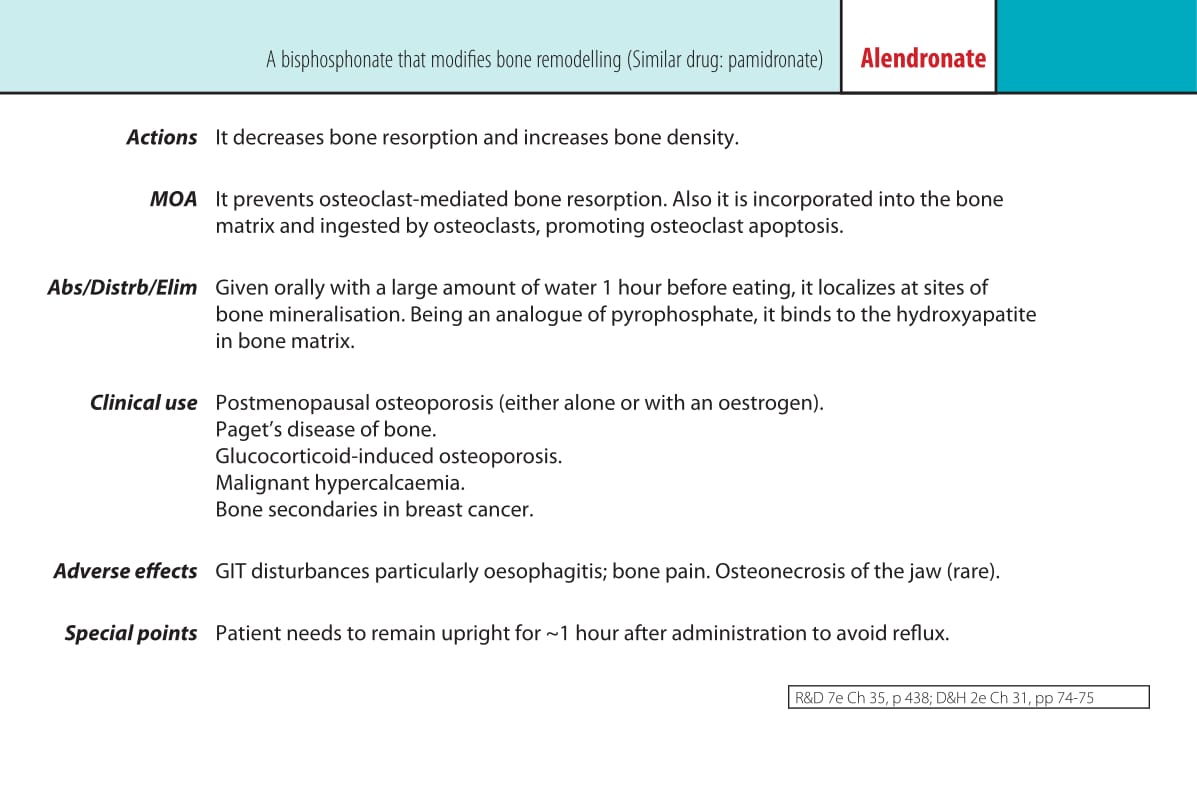 A bisphosphonate that modifies bone remodelling (Similar drug: pamidronate) Alendronate
Actions It decreases bone resorption and increases bone density.
MOA It prevents osteoclast-mediated bone resorption. Also it is incorporated into the bone
matrix and ingested by osteoclasts, promoting osteoclast apoptosis.
Abs/Distrb/Elim Given orally with a large amount of water 1 hour before eating, it localizes at sites of
bone mineralisation. Being an analogue of pyrophosphate, it binds to the hydroxyapatite
in bone matrix.
Clinical use Postmenopausal osteoporosis (either alone or with an oestrogen).
Paget’s disease of bone.
Glucocorticoid-induced osteoporosis.
Malignant hypercalcaemia.
Bone secondaries in breast cancer.
Adverse effects GIT disturbances particularly oesophagitis; bone pain. Osteonecrosis of the jaw (rare).
Special points Patient needs to remain upright for ~1 hour after administration to avoid reflux.
R&D 7e Ch 35, p 438; D&H 2e Ch 31, pp 74-75